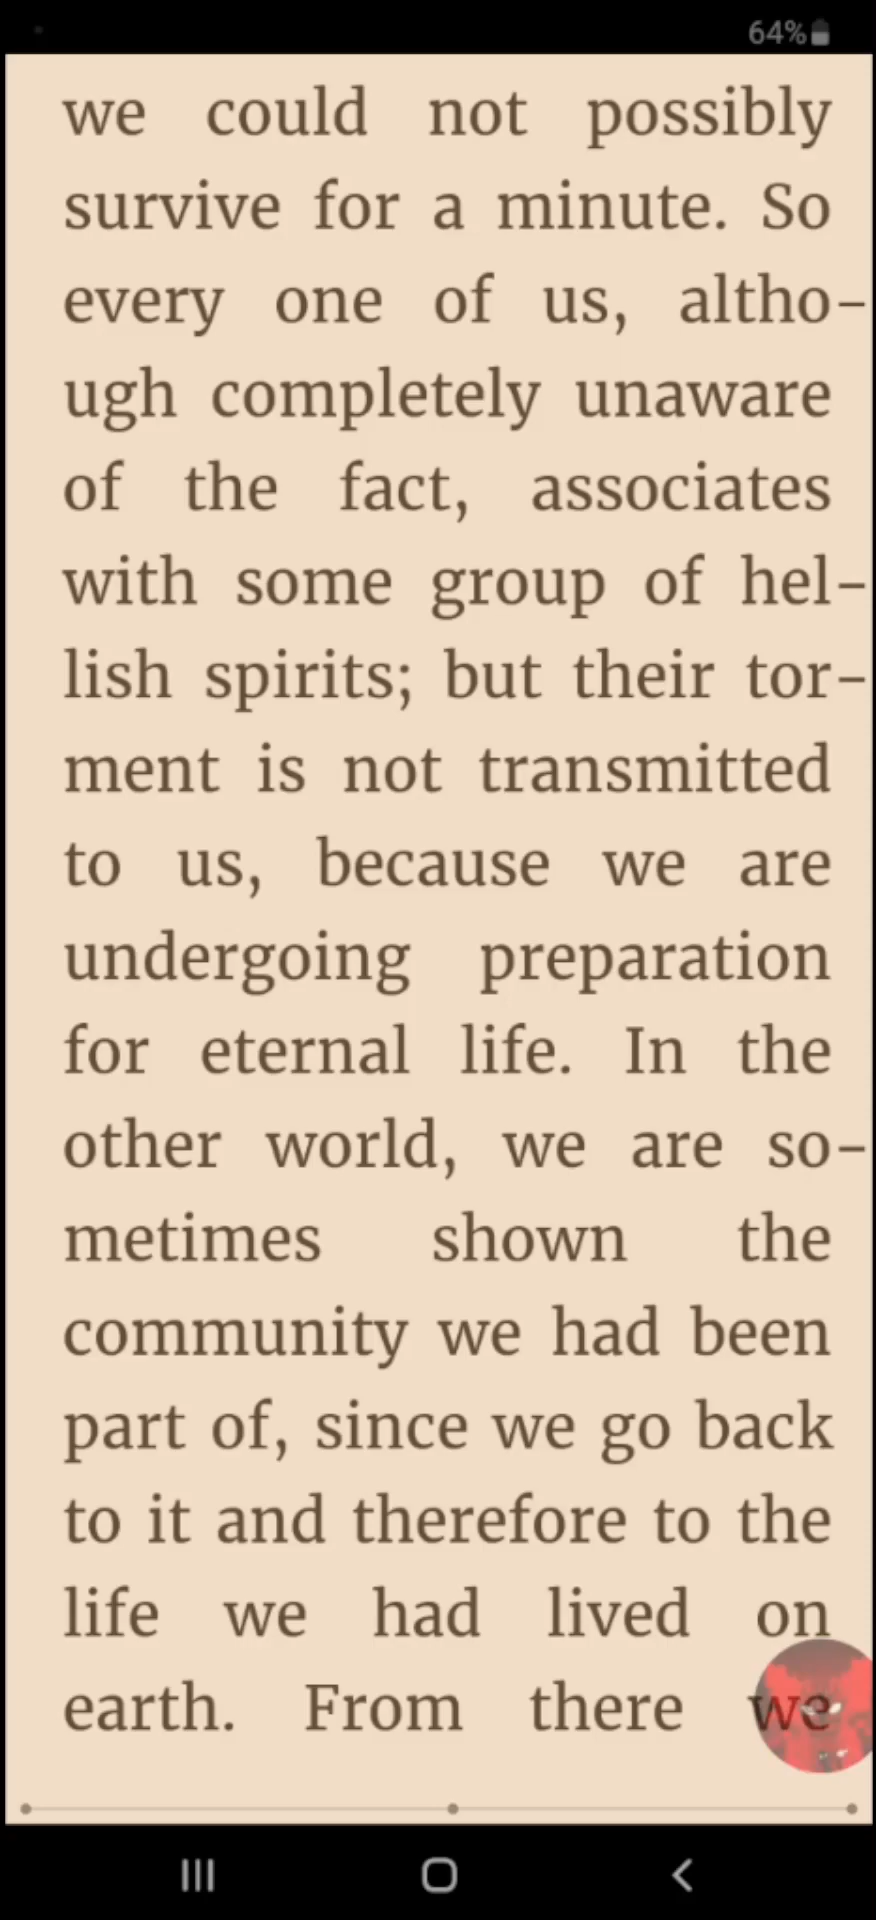 64%
we could not possibly
survive for a minute. So
every one of us, altho-
ugh completely unaware
of the fact, associates
with some group of hel-
lish spirits; but their tor-
ment is not transmitted
to us, because we are
undergoing preparation
for eternal life. In the
other world, we are so-
metimes shown the
community we had been
part of, since we go back
to it and therefore to the
life we had lived on
earth. From there we